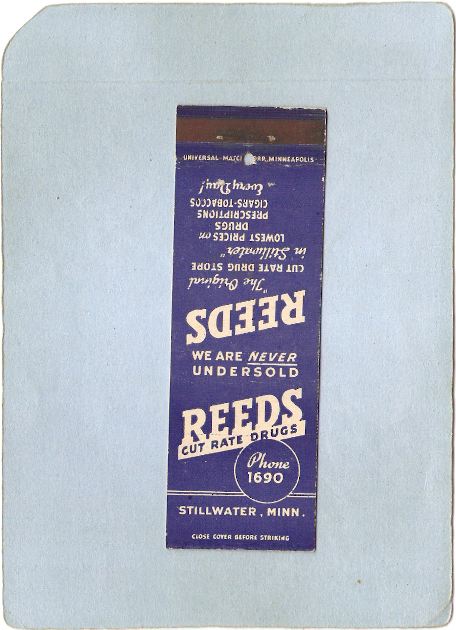 UNIVERSAL MATCH CORP., MINNEAPOLIS
REEDS
"The Original
CUT RATE DRUG STORE
in Stillwater"
LOWEST PRICES on
DRUGS
PRESCRIPTIONS
CIGARS-TOBACCOS
... Every Day!
WE ARE NEVER
UNDERSOLD
REEDS
CUT RATE DRUGS
Phone
1690
STILLWATER, MINN.
CLOSE COVER BEFORE STRIKING